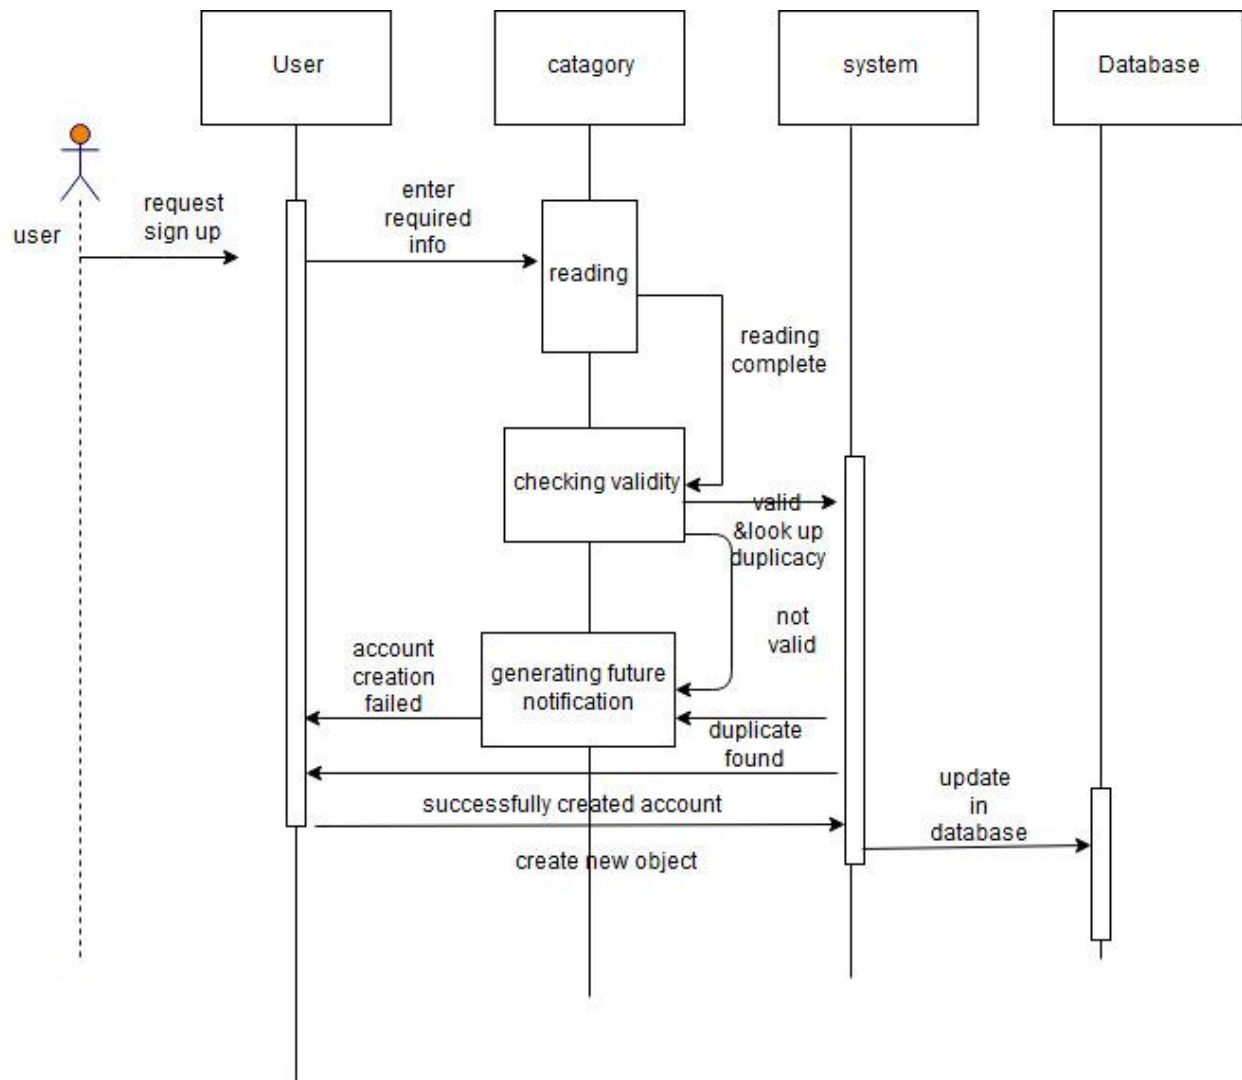 User
catagory
system
Database
user
request
sign up
enter
required
info
reading
reading
complete
checking validity
valid
&look up
duplicacy
not
valid
account
creation
failed
generating future
notification
duplicate
found
successfully created account
update
in
database
create new object